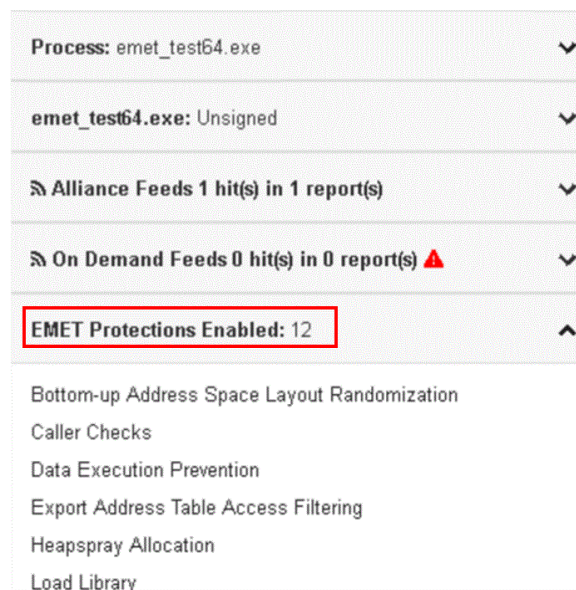 Process: emet_test64.exe
emet_test64.exe: Unsigned
Alliance Feeds 1 hit(s) in 1 report(s)
On Demand Feeds 0 hit(s) in 0 report(s)
EMET Protections Enabled: 12
Bottom-up Address Space Layout Randomization
Caller Checks
Data Execution Prevention
Export Address Table Access Filtering
Heapspray Allocation
Load Library